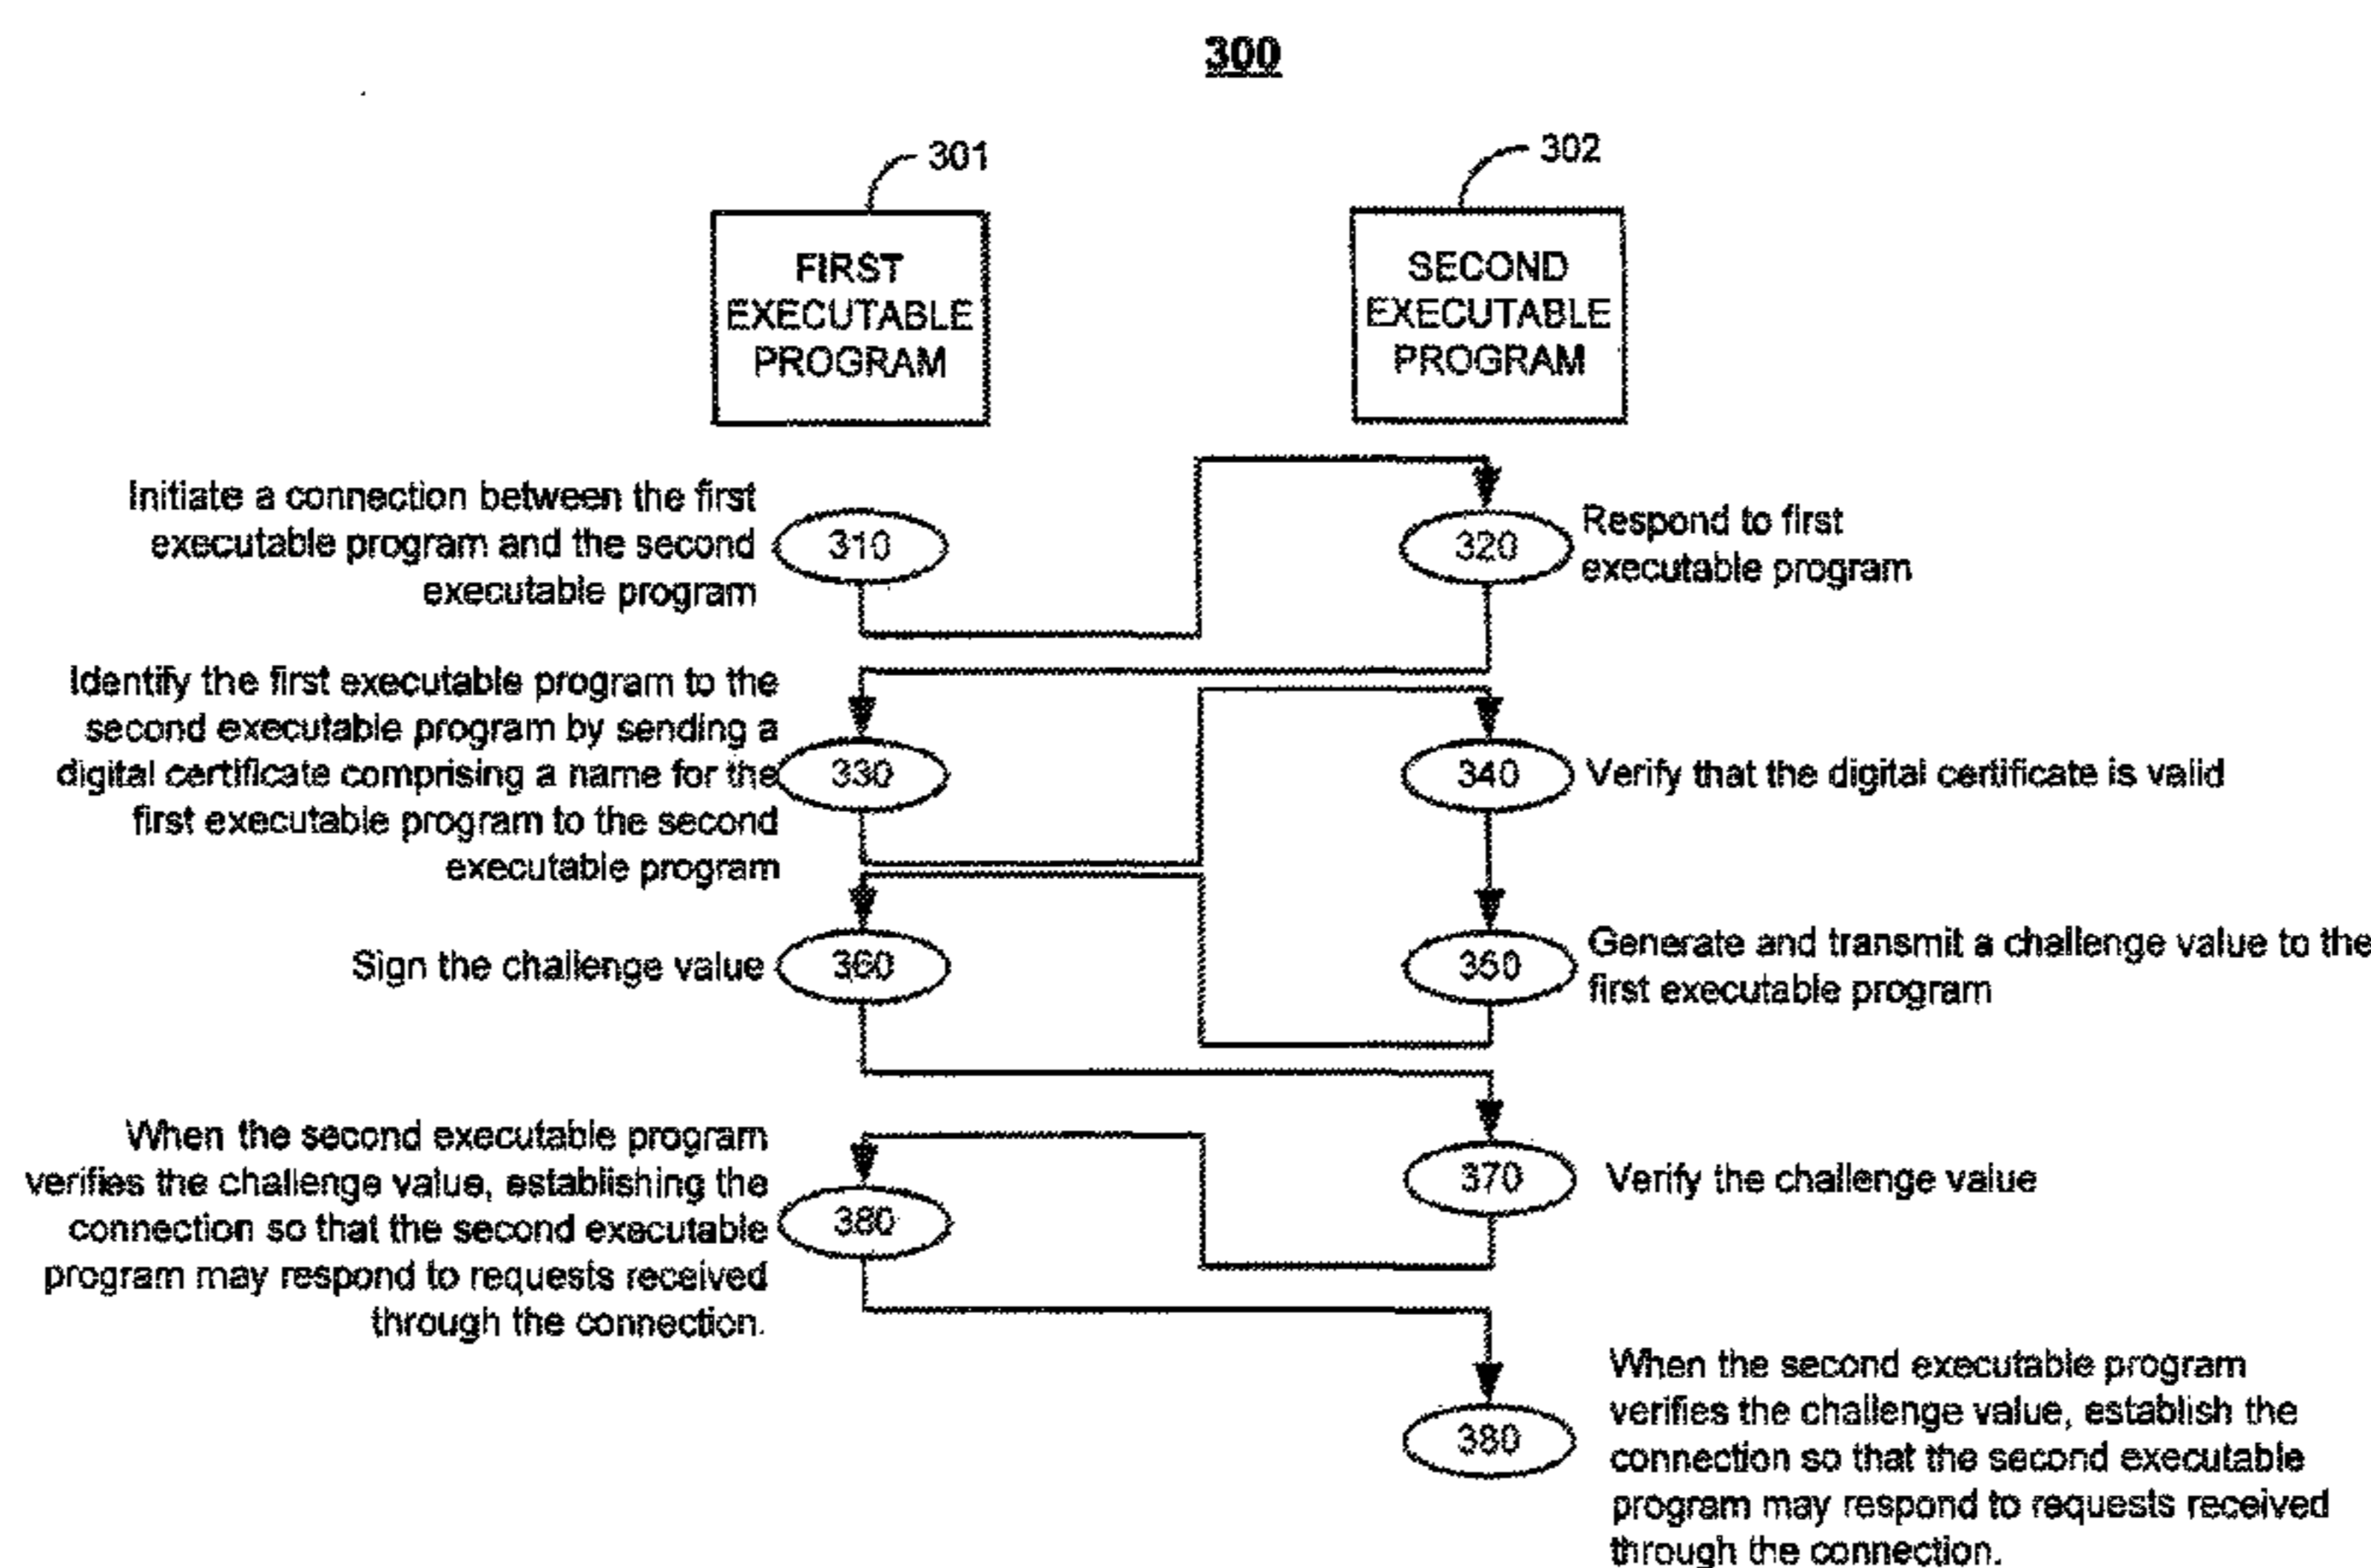 300
301
302
FIRST
EXECUTABLE
PROGRAM
SECOND
EXECUTABLE
PROGRAM
Initiate a connection between the first
executable program and the second
executable program
310
320
Respond to first
executable program
Identify the first executable program to the
second executable program by sending a
digital certificate comprising a name for the
first executable program to the second
executable program
330
340
Verify that the digital certificate is valid
Sign the challenge value
360
350
Generate and transmit a challenge value to the
first executable program
370
Verify the challenge value
When the second executable program
verifies the challenge value, establishing the
connection so that the second executable
program may respond to requests received
through the connection.
380
380
When the second executable program
verifies the challenge value, establish the
connection so that the second executable
program may respond to requests received
through the connection.